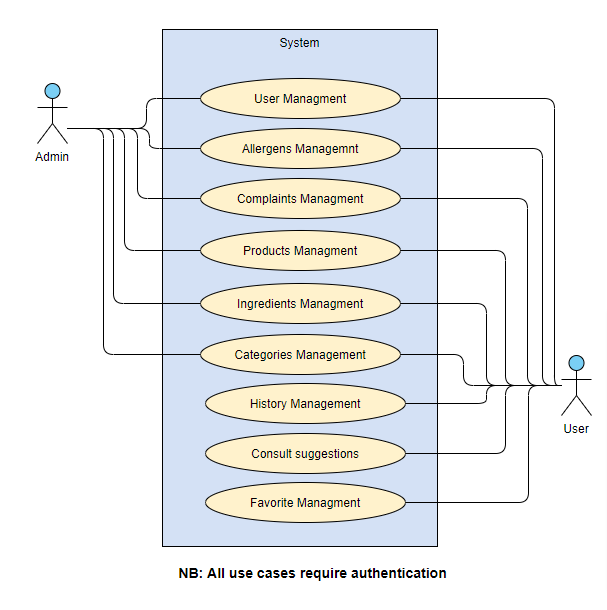 System
User Managment
Allergens Managemnt
Admin
Complaints Managment
Products Managment
Ingredients Managment
Categories Management
History Management
User
Consult suggestions
Favorite Managment
NB: All use cases require authentication